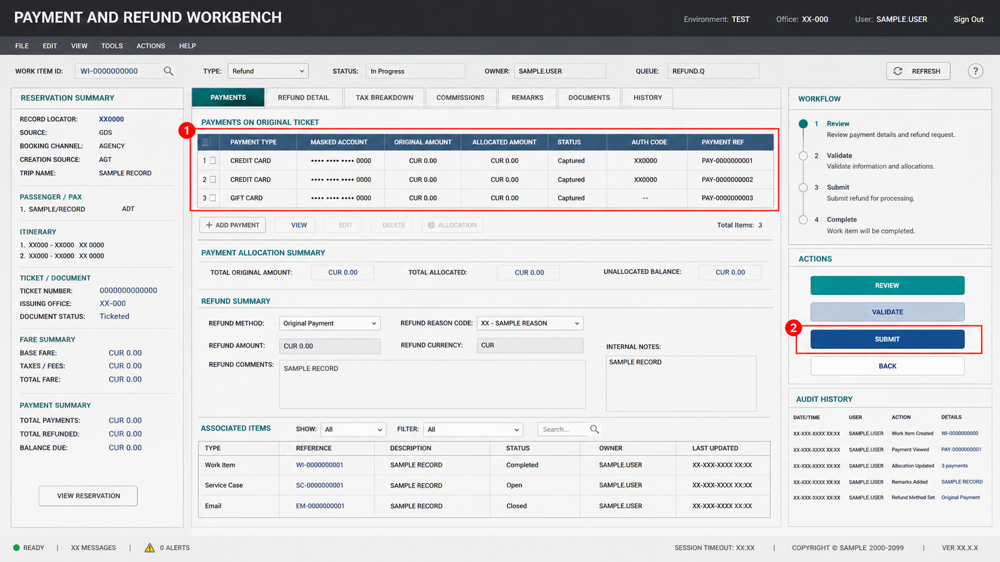 PAYMENT AND REFUND WORKBENCH
Environment: TEST
Office: XX-000
User: SAMPLE.USER
Sign Out
FILE EDIT VIEW TOOLS ACTIONS HELP
WORK ITEM ID: WI-0000000000
TYPE: Refund
STATUS: In Progress
OWNER: SAMPLE.USER
QUEUE: REFUND.Q
REFRESH
?
RESERVATION SUMMARY
RECORD LOCATOR: XX0000
SOURCE: GDS
BOOKING CHANNEL: AGENCY
CREATION SOURCE: AGT
TRIP NAME: SAMPLE RECORD
PASSENGER / PAX
1. SAMPLE/RECORD ADT
ITINERARY
1. XX000 - XX000 XX 0000
2. XX000 - XX000 XX 0000
TICKET / DOCUMENT
TICKET NUMBER: 0000000000000
ISSUING OFFICE: XX-000
DOCUMENT STATUS: Ticketed
FARE SUMMARY
BASE FARE: CUR 0.00
TAXES / FEES: CUR 0.00
TOTAL FARE: CUR 0.00
PAYMENT SUMMARY
TOTAL PAYMENTS: CUR 0.00
TOTAL REFUNDED: CUR 0.00
BALANCE DUE: CUR 0.00
VIEW RESERVATION
PAYMENTS REFUND DETAIL TAX BREAKDOWN COMMISSIONS REMARKS DOCUMENTS HISTORY
PAYMENTS ON ORIGINAL TICKET
1
PAYMENT TYPE MASKED ACCOUNT ORIGINAL AMOUNT ALLOCATED AMOUNT STATUS AUTH CODE PAYMENT REF
1 CREDIT CARD •••• •••• •••• 0000 CUR 0.00 CUR 0.00 Captured XX0000 PAY-0000000001
2 CREDIT CARD •••• •••• •••• 0000 CUR 0.00 CUR 0.00 Captured XX0000 PAY-0000000002
3 GIFT CARD •••• •••• •••• 0000 CUR 0.00 CUR 0.00 Captured -- PAY-0000000003
+ ADD PAYMENT VIEW EDIT DELETE ALLOCATION Total Items: 3
PAYMENT ALLOCATION SUMMARY
TOTAL ORIGINAL AMOUNT: CUR 0.00 TOTAL ALLOCATED: CUR 0.00 UNALLOCATED BALANCE: CUR 0.00
REFUND SUMMARY
REFUND METHOD: Original Payment REFUND REASON CODE: XX - SAMPLE REASON
REFUND AMOUNT: CUR 0.00 REFUND CURRENCY: CUR
REFUND COMMENTS: SAMPLE RECORD
INTERNAL NOTES:
SAMPLE RECORD
ASSOCIATED ITEMS SHOW: All FILTER: All Search...
TYPE REFERENCE DESCRIPTION STATUS OWNER LAST UPDATED
Work Item WI-0000000001 SAMPLE RECORD Completed SAMPLE.USER XX-XXX-XXXX XX:XX
Service Case SC-0000000001 SAMPLE RECORD Open SAMPLE.USER XX-XXX-XXXX XX:XX
Email EM-0000000001 SAMPLE RECORD Closed SAMPLE.USER XX-XXX-XXXX XX:XX
WORKFLOW
1 Review
Review payment details and refund request.
2 Validate
Validate information and allocations.
3 Submit
Submit refund for processing.
4 Complete
Work item will be completed.
ACTIONS
REVIEW
VALIDATE
2
SUBMIT
BACK
AUDIT HISTORY
DATE/TIME USER ACTION DETAILS
XX-XXX-XXXX XX:XX SAMPLE.USER Work Item Created WI-0000000000
XX-XXX-XXXX XX:XX SAMPLE.USER Payment Viewed PAY-0000000001
XX-XXX-XXXX XX:XX SAMPLE.USER Allocation Updated 3 payments
XX-XXX-XXXX XX:XX SAMPLE.USER Remarks Added SAMPLE RECORD
XX-XXX-XXXX XX:XX SAMPLE.USER Refund Method Set Original Payment
READY | XX MESSAGES | 0 ALERTS
SESSION TIMEOUT: XX:XX | COPYRIGHT © SAMPLE 2000-2099 | VER XX.X.X